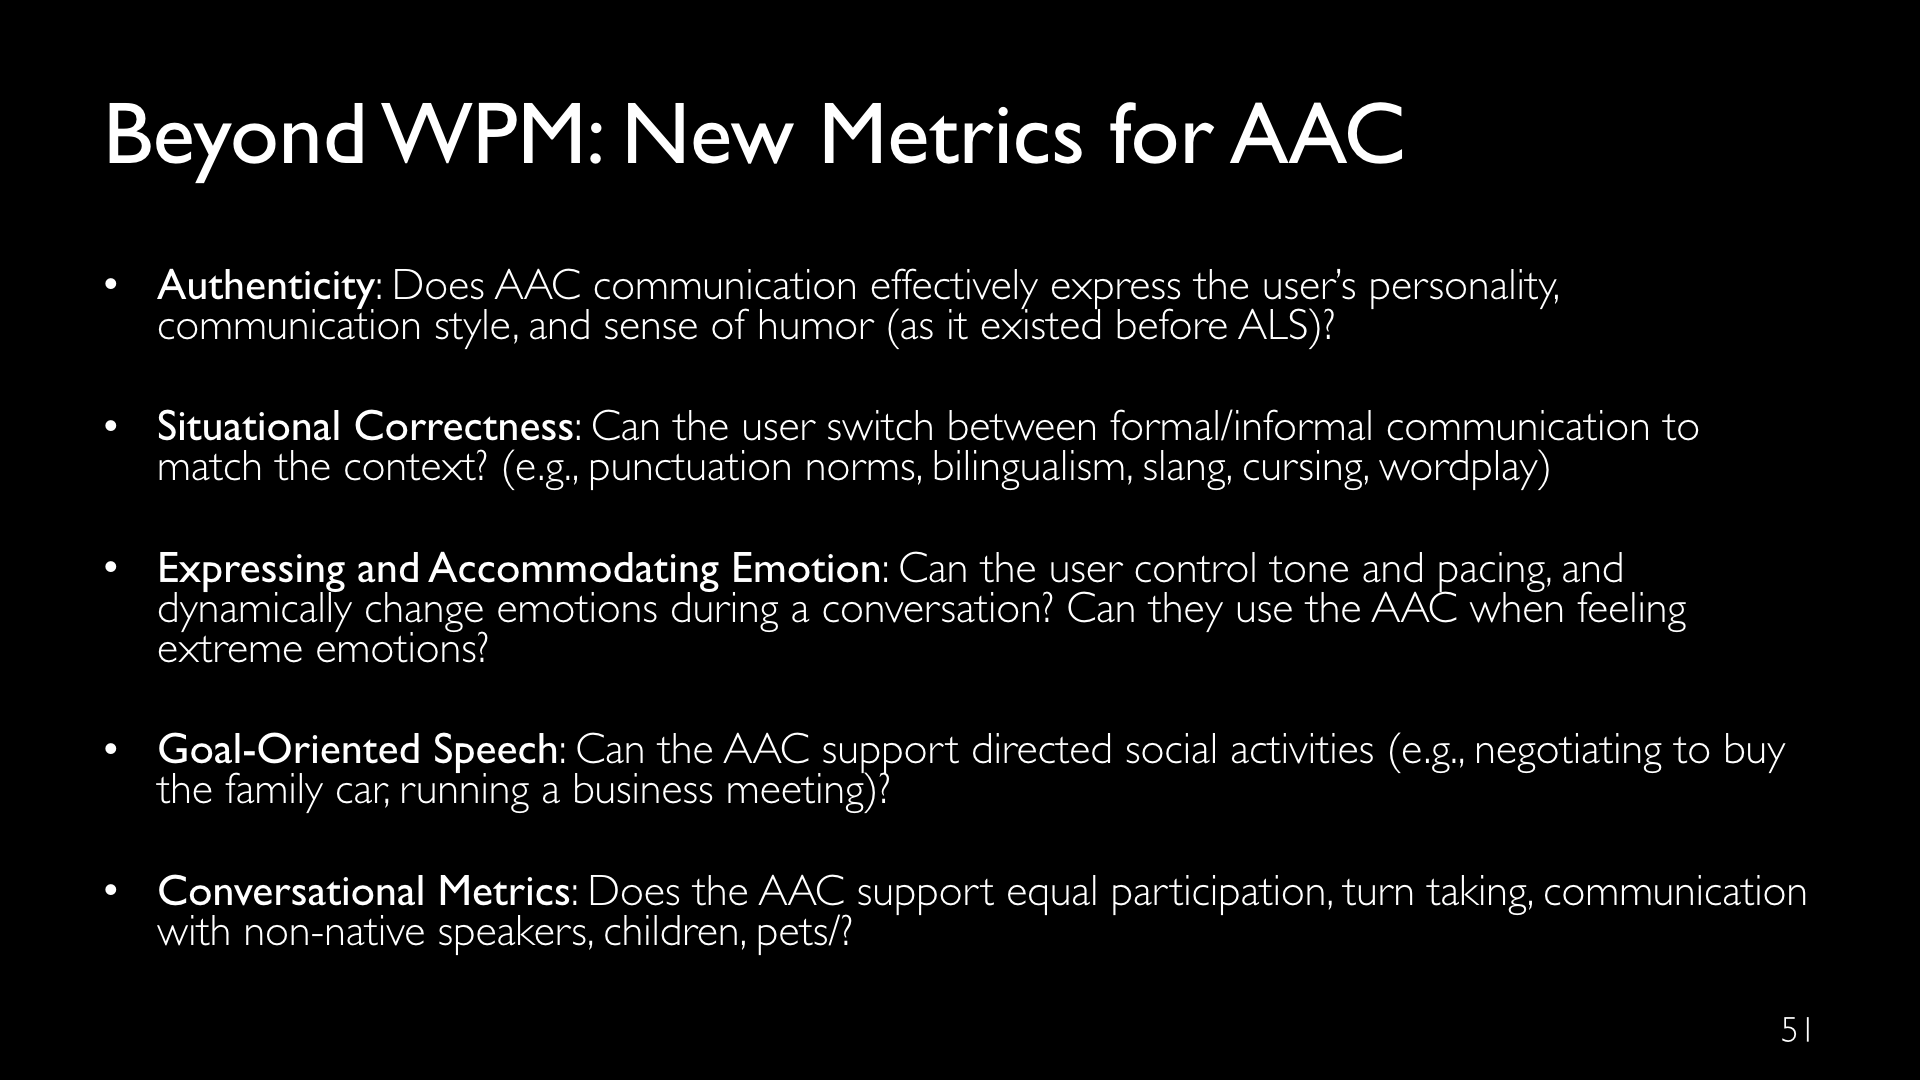 Beyond WPM: New Metrics for AAC
• Authenticity: Does AAC communication effectively express the user’s personality,
communication style, and sense of humor (as it existed before ALS)?
• Situational Correctness: Can the user switch between formal/informal communication to
match the context? (e.g., punctuation norms, bilingualism, slang, cursing, wordplay)
• Expressing and Accommodating Emotion: Can the user control tone and pacing, and
dynamically change emotions during a conversation? Can they use the AAC when feeling
extreme emotions?
• Goal-Oriented Speech: Can the AAC support directed social activities (e.g., negotiating to buy
the family car, running a business meeting)?
• Conversational Metrics: Does the AAC support equal participation, turn taking, communication
with non-native speakers, children, pets/?
51